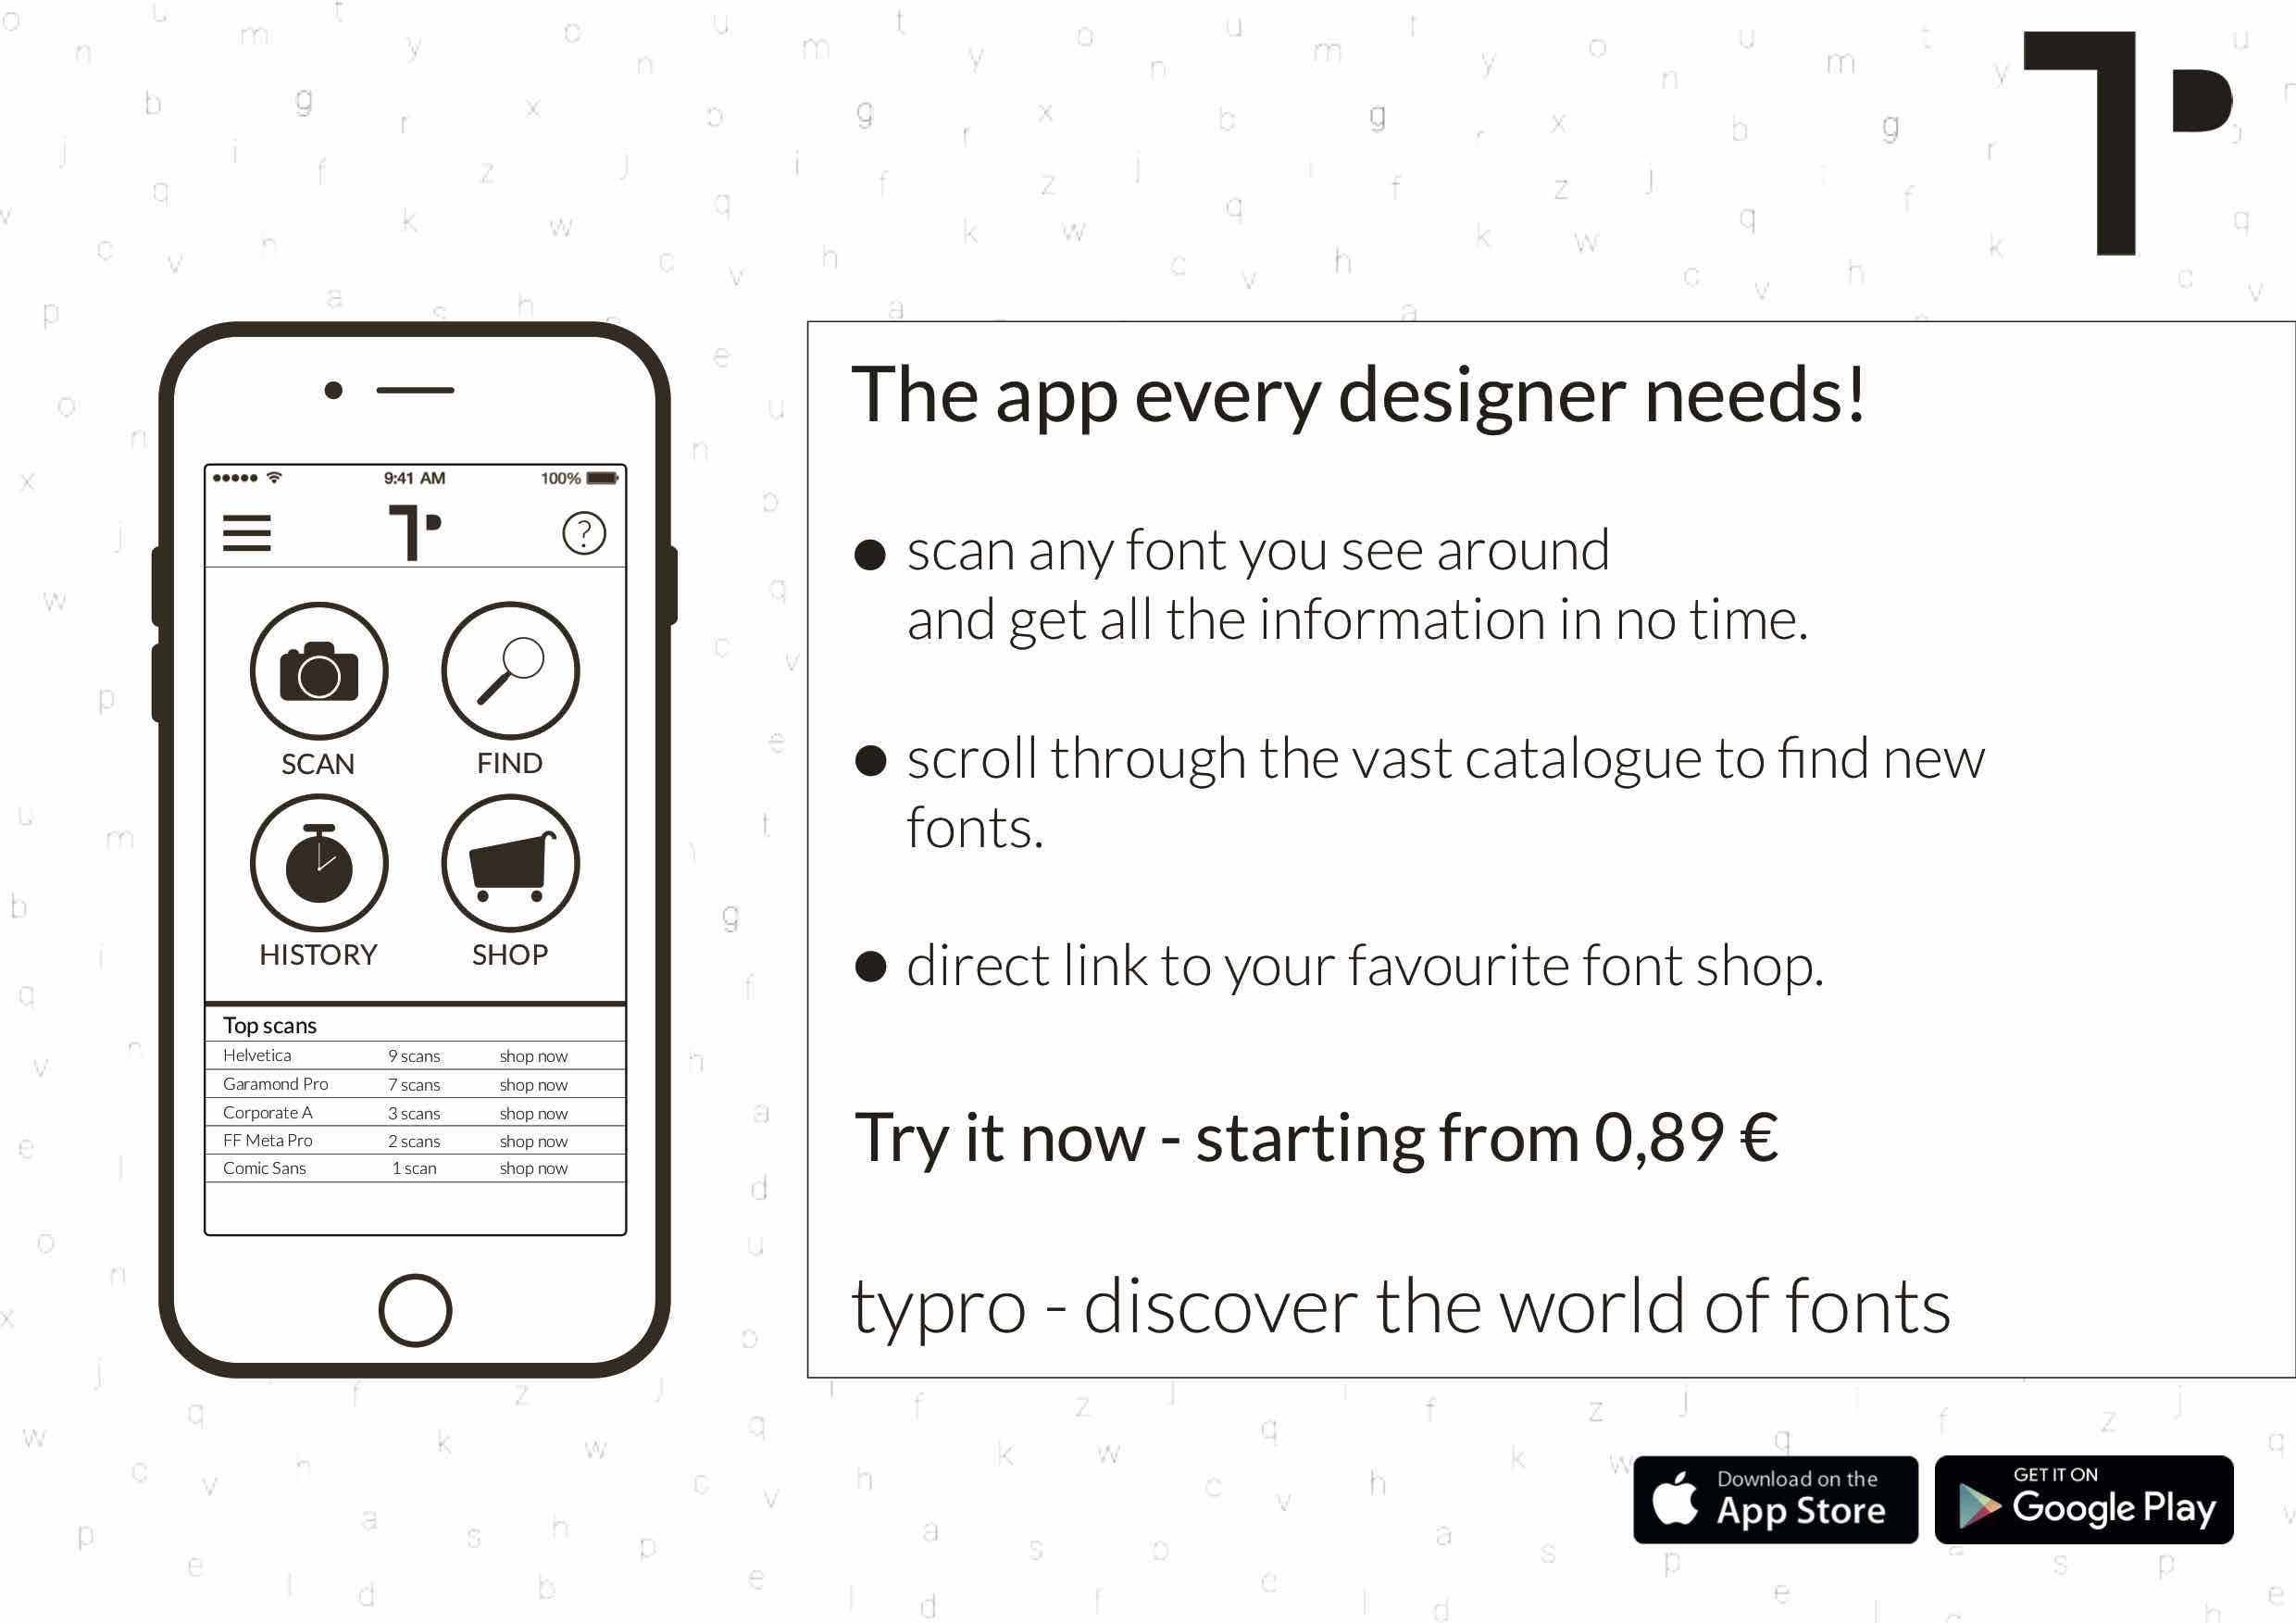 TP
The app every designer needs!
● scan any font you see around
and get all the information in no time.
● scroll through the vast catalogue to find new
fonts.
● direct link to your favourite font shop.
Try it now - starting from 0,89 €
typro - discover the world of fonts
9:41 AM 100%
TP ?
SCAN FIND
HISTORY SHOP
Top scans
Helvetica 9 scans shop now
Garamond Pro 7 scans shop now
Corporate A 3 scans shop now
FF Meta Pro 2 scans shop now
Comic Sans 1 scan shop now
Download on the
App Store
GET IT ON
Google Play